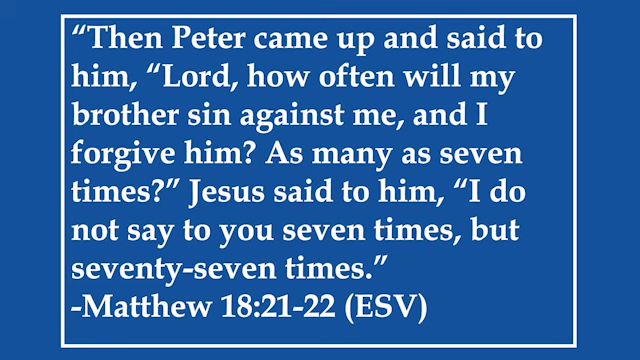 “Then Peter came up and said to
him, “Lord, how often will my
brother sin against me, and I
forgive him? As many as seven
times?” Jesus said to him, “I do
not say to you seven times, but
seventy-seven times.”
-Matthew 18:21-22 (ESV)